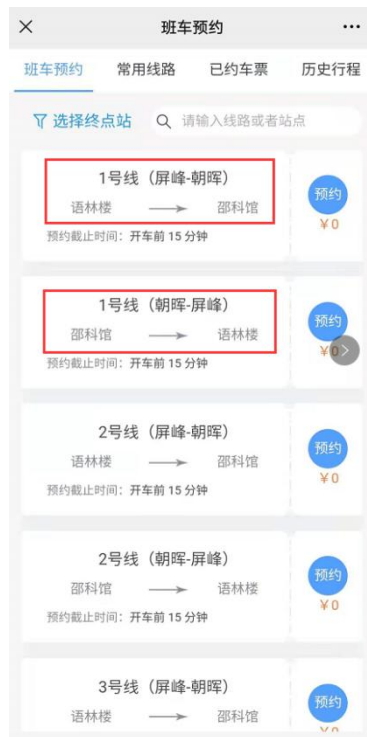 班车预约
班车预约 常用线路 已约车票 历史行程
选择终点站 请输入线路或者站点
1号线（屏峰-朝晖）
语林楼 邵科馆
预约截止时间：开车前 15 分钟
预约
￥0
1号线（朝晖-屏峰）
邵科馆 语林楼
预约截止时间：开车前 15 分钟
预约
￥0
2号线（屏峰-朝晖）
语林楼 邵科馆
预约截止时间：开车前 15 分钟
预约
￥0
2号线（朝晖-屏峰）
邵科馆 语林楼
预约截止时间：开车前 15 分钟
预约
￥0
3号线（屏峰-朝晖）
语林楼 邵科馆
预约
￥0